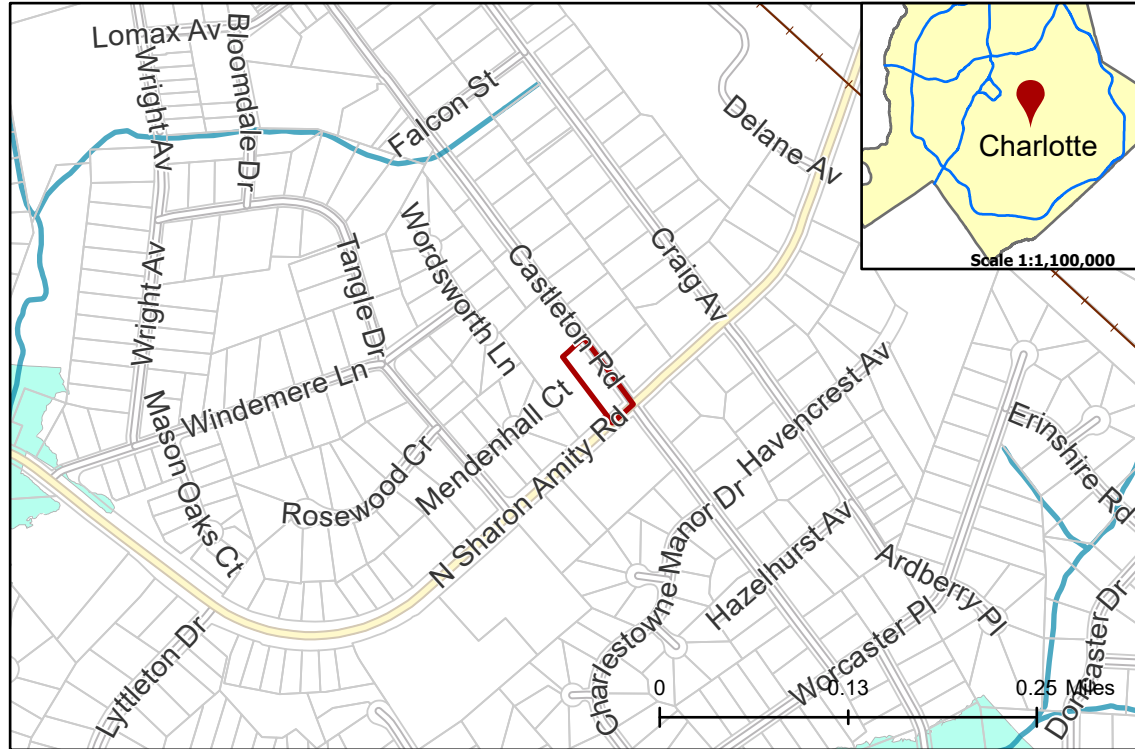 Lomax Av
Bloomdale Dr
Wright Av
Falcon St
Delane Av
Charlotte
Scale 1:1,100,000
Wordsworth Ln
Castleton Rd
Craig Av
Tangle Dr
Wright Av
Windemere Ln
Mason Oaks Ct
Rosewood Cr
Mendenhall Ct
N Sharon Amity Rd
Havencrest Av
Erinshire Rd
Charlestowne Manor Dr
Hazelhurst Av
Ardberry Pl
Worcaster Pl
Doncaster Dr
Lyttleton Dr
0 0.13 0.25 Miles